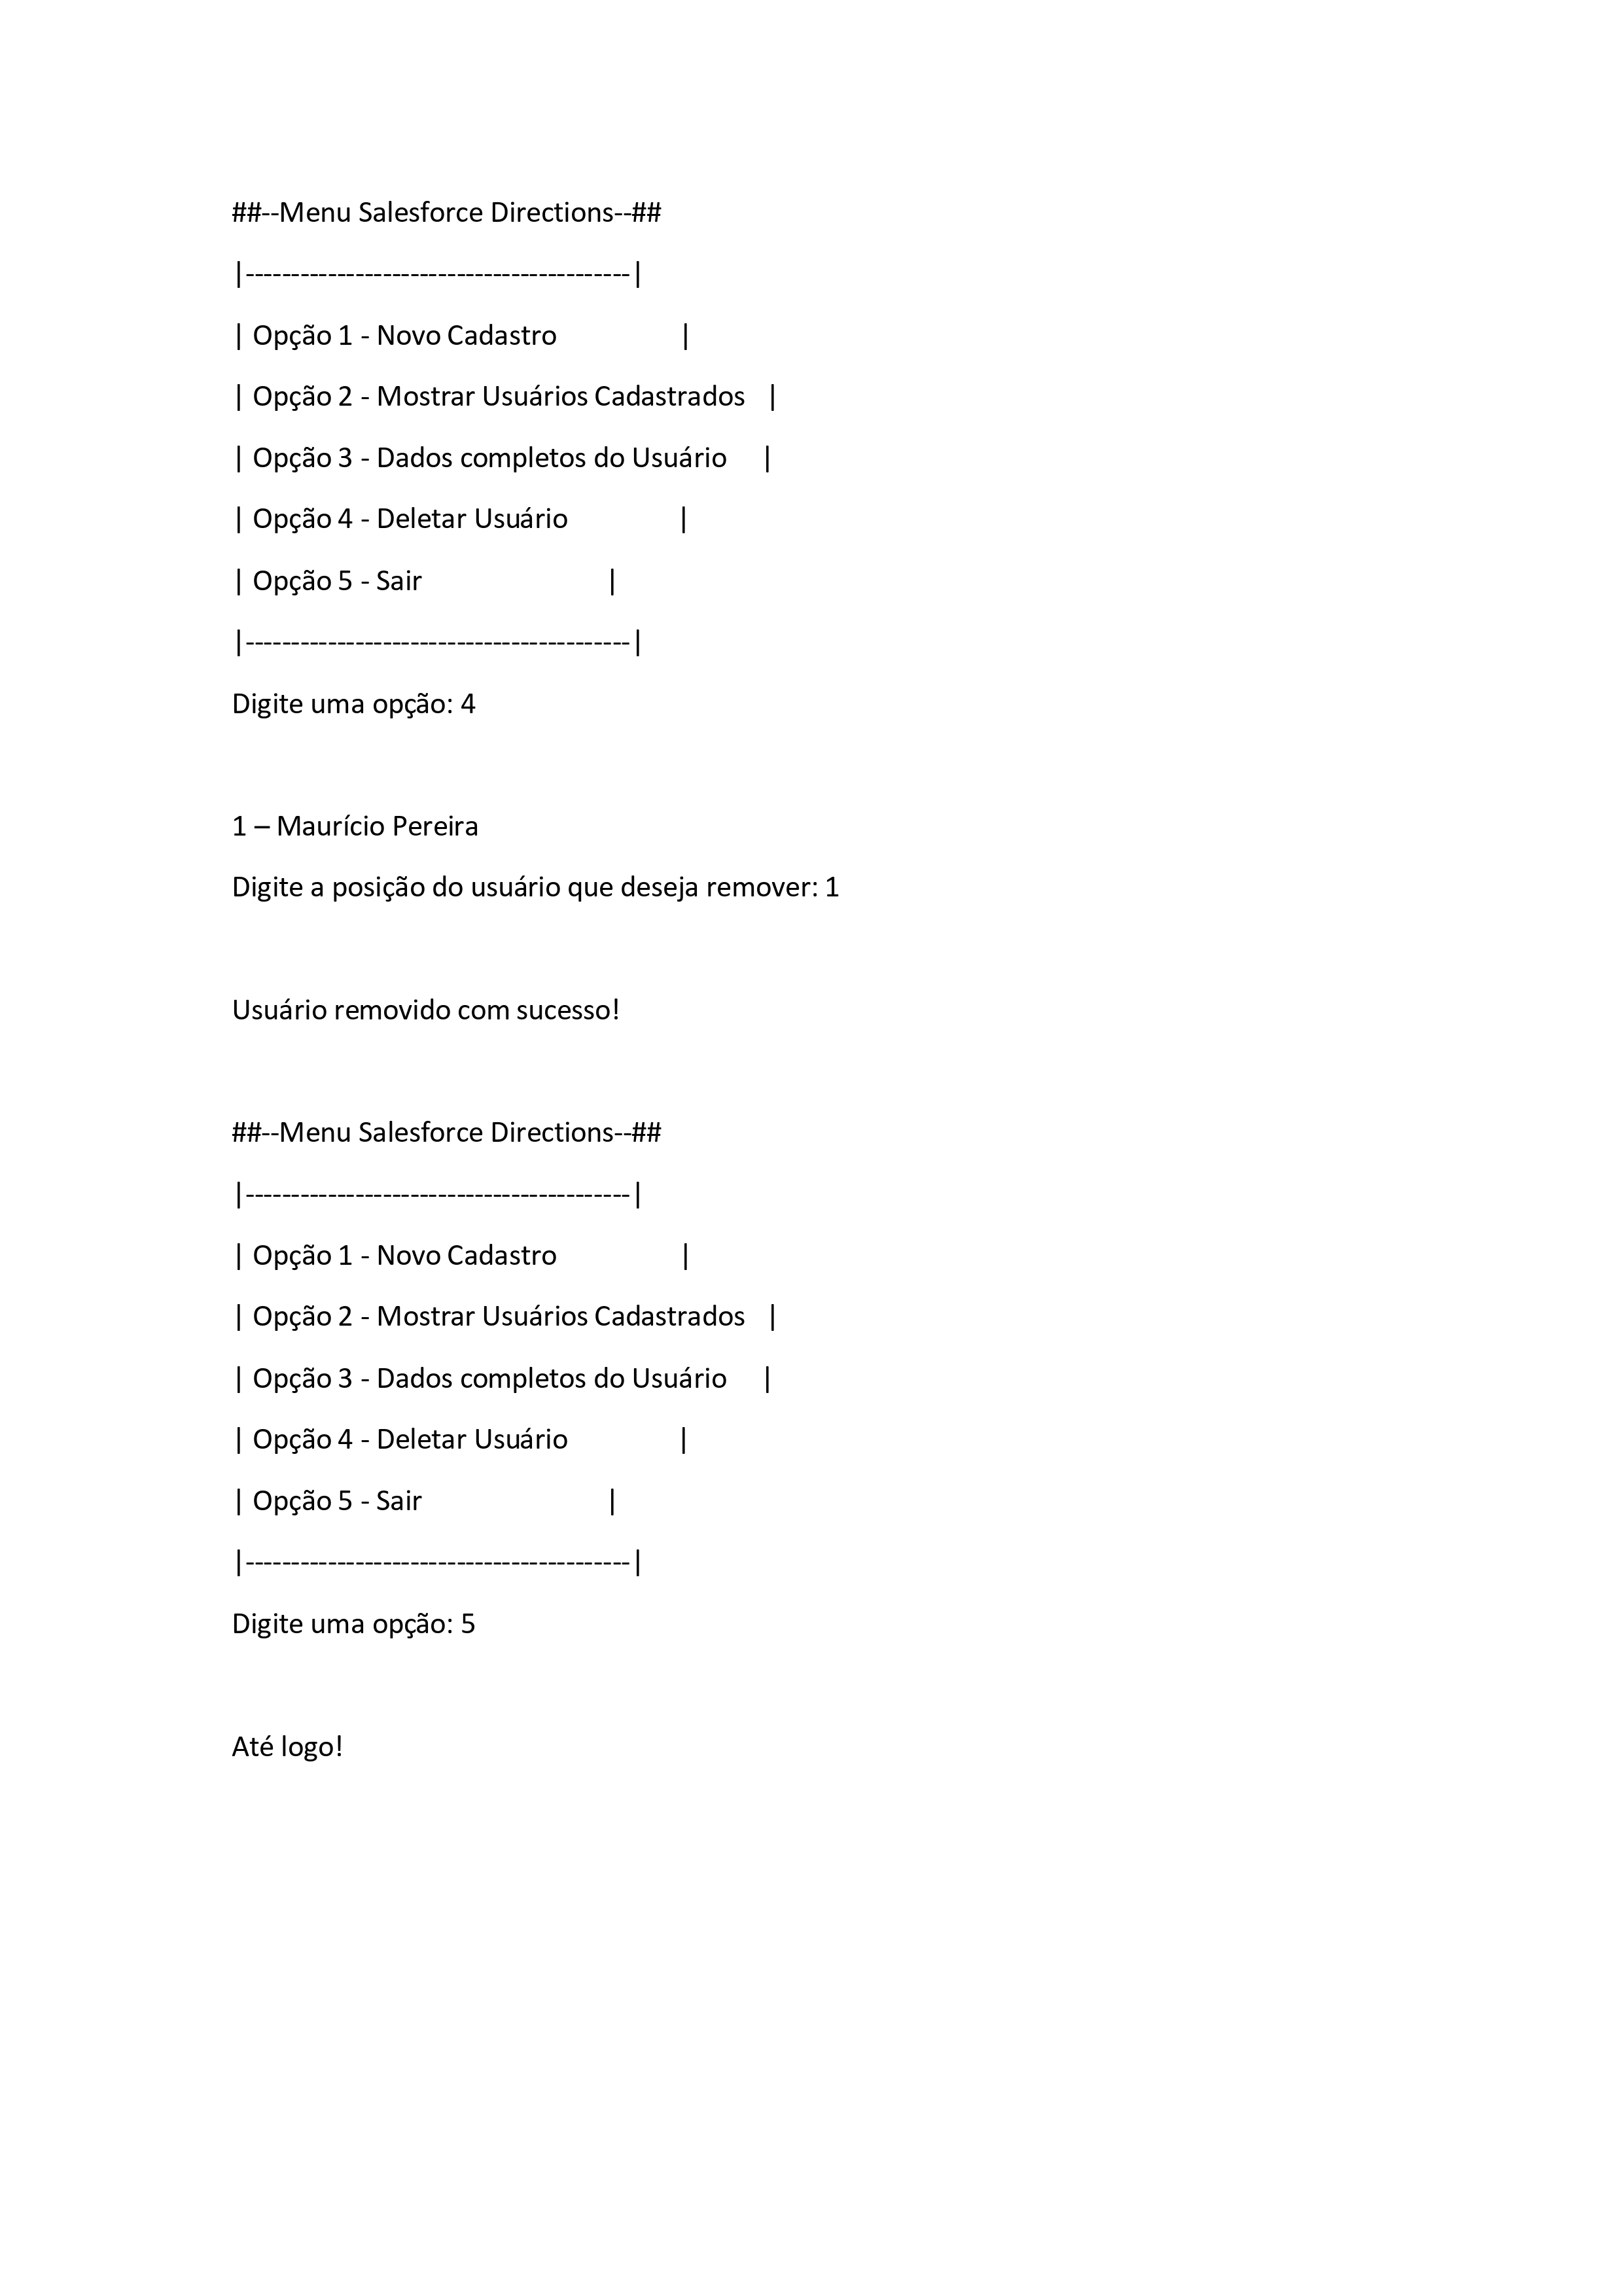 ##--Menu Salesforce Directions--##
|------------------------------------------|
| Opção 1 - Novo Cadastro                  |
| Opção 2 - Mostrar Usuários Cadastrados   |
| Opção 3 - Dados completos do Usuário     |
| Opção 4 - Deletar Usuário                |
| Opção 5 - Sair                           |
|------------------------------------------|
Digite uma opção: 4
1 – Maurício Pereira
Digite a posição do usuário que deseja remover: 1
Usuário removido com sucesso!
##--Menu Salesforce Directions--##
|------------------------------------------|
| Opção 1 - Novo Cadastro                  |
| Opção 2 - Mostrar Usuários Cadastrados   |
| Opção 3 - Dados completos do Usuário     |
| Opção 4 - Deletar Usuário                |
| Opção 5 - Sair                           |
|------------------------------------------|
Digite uma opção: 5
Até logo!